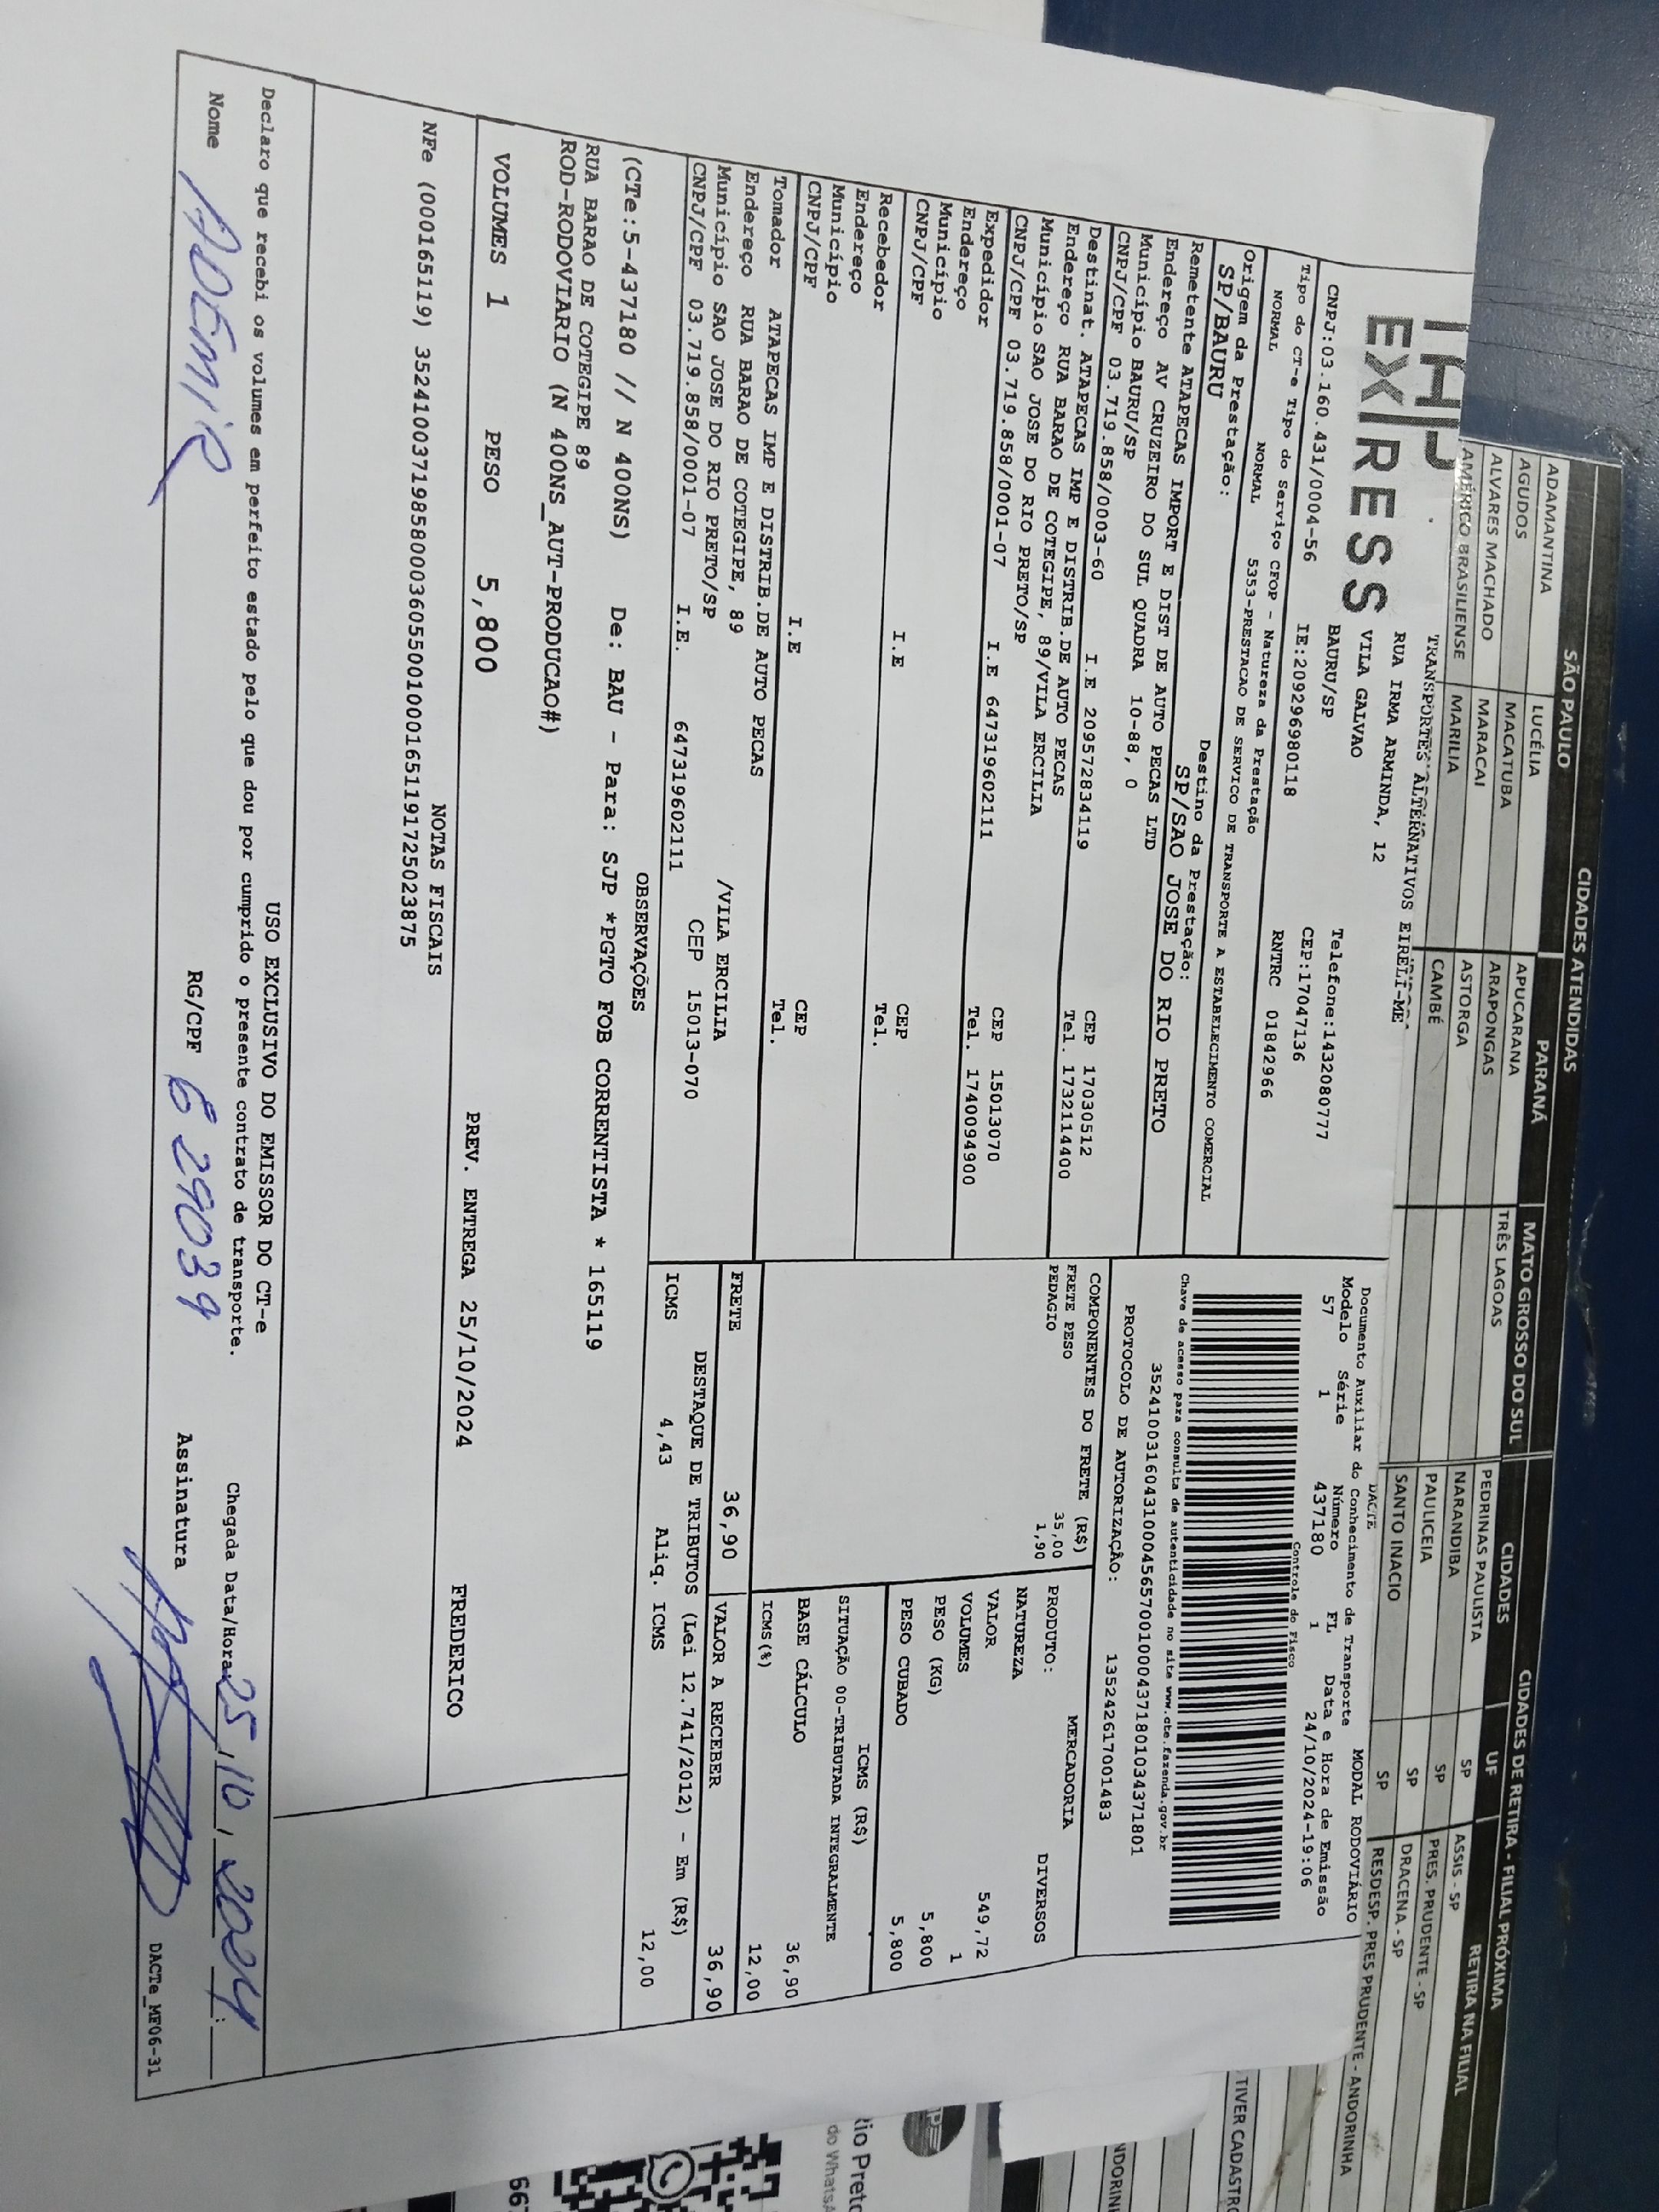 CIDADES ATENDIDAS
SÃO PAULO
PARANÁ
MATO GROSSO DO SUL
ADAMANTINA LUCÉLIA APUCARANA TRÊS LAGOAS
AGUDOS MACATUBA ARAPONGAS
ALVARES MACHADO MARACAI ASTORGA
AMÉRICO BRASILIENSE MARILIA CAMBÉ
CIDADES DE RETIRA - FILIAL PRÓXIMA
CIDADES UF RETIRA NA FILIAL
PEDRINAS PAULISTA SP ASSIS - SP
NARANDIBA SP PRES. PRUDENTE - SP
PAULICEIA SP DRACENA - SP
SANTO INACIO SP RESDESP. PRES PRUDENTE - ANDORINHA
EXPRESS
TRANSPORTES ALTERNATIVOS EIRELI-ME
RUA IRMA ARMINDA, 12
VILA GALVAO
BAURU/SP
Telefone:1432080777
CNPJ:03.160.431/0004-56 IE:209296980118 CEP:17047136
RNTRC 01842966
Tipo do CT-e Tipo do Serviço CFOP - Natureza da Prestação
NORMAL NORMAL 5353-PRESTACAO DE SERVICO DE TRANSPORTE A ESTABELECIMENTO COMERCIAL
Origem da Prestação: Destino da Prestação:
SP/BAURU SP/SAO JOSE DO RIO PRETO
DACTE
Documento Auxiliar do Conhecimento de Transporte MODAL RODOVIÁRIO
Modelo Série Número FL Data e Hora de Emissão
57 1 437180 1 24/10/2024-19:06
Controle do Fisco
Chave de acesso para consulta de autenticidade no site www.cte.fazenda.gov.br
35241003160431000456570010004371801034371801
PROTOCOLO DE AUTORIZAÇÃO: 135242617001483
Remetente ATAPECAS IMPORT E DIST DE AUTO PECAS LTD
Endereço AV CRUZEIRO DO SUL QUADRA 10-88, 0
Município BAURU/SP CEP 17030512
CNPJ/CPF 03.719.858/0003-60 I.E 209572834119 Tel. 1732114400
Destinat. ATAPECAS IMP E DISTRIB.DE AUTO PECAS
Endereço RUA BARAO DE COTEGIPE, 89/VILA ERCILIA
Município SAO JOSE DO RIO PRETO/SP CEP 15013070
CNPJ/CPF 03.719.858/0001-07 I.E 647319602111 Tel. 1740094900
Expedidor
Endereço
Município CEP
CNPJ/CPF I.E Tel.
Recebedor
Endereço
Município CEP
CNPJ/CPF I.E Tel.
Tomador ATAPECAS IMP E DISTRIB.DE AUTO PECAS
Endereço RUA BARAO DE COTEGIPE, 89 /VILA ERCILIA
Município SAO JOSE DO RIO PRETO/SP CEP 15013-070
CNPJ/CPF 03.719.858/0001-07 I.E. 647319602111
COMPONENTES DO FRETE (R$)
FRETE PESO 35,00
PEDAGIO 1,90
MERCADORIA
PRODUTO: DIVERSOS
NATUREZA
VALOR 549,72
VOLUMES 1
PESO (KG) 5,800
PESO CUBADO 5,800
ICMS (R$)
SITUAÇÃO 00-TRIBUTADA INTEGRALMENTE
BASE CÁLCULO 36,90
ICMS(%) 12,00
FRETE 36,90 VALOR A RECEBER 36,90
DESTAQUE DE TRIBUTOS (Lei 12.741/2012) - Em (R$)
ICMS 4,43 Aliq. ICMS 12,00
OBSERVAÇÕES
(CTe:5-437180 // N 400NS) De: BAU - Para: SJP *PGTO FOB CORRENTISTA * 165119
RUA BARAO DE COTEGIPE 89
ROD-RODOVIARIO (N 400NS_AUT-PRODUCAO#)
VOLUMES 1 PESO 5,800 PREV. ENTREGA 25/10/2024 FREDERICO
NOTAS FISCAIS
NFe (000165119) 35241003719858000360550010001651191725023875
USO EXCLUSIVO DO EMISSOR DO CT-e
Declaro que recebi os volumes em perfeito estado pelo que dou por cumprido o presente contrato de transporte. Chegada Data/Hora: 25/10/2024
Nome ADEMIR RG/CPF 6 29039 Assinatura
DACTe_MF06-31
TIVER CADASTRO
Rio Preto